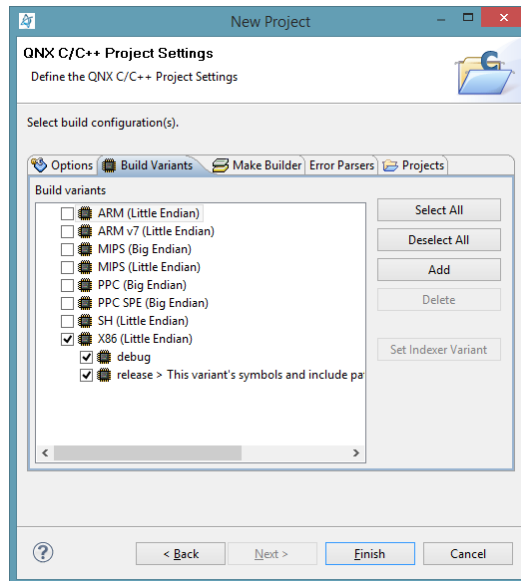 New Project
QNX C/C++ Project Settings
Define the QNX C/C++ Project Settings
Select build configuration(s).
Options Build Variants Make Builder Error Parsers Projects
Build variants
ARM (Little Endian)
ARM v7 (Little Endian)
MIPS (Big Endian)
MIPS (Little Endian)
PPC (Big Endian)
PPC SPE (Big Endian)
SH (Little Endian)
X86 (Little Endian)
debug
release > This variant's symbols and include
Select All
Deselect All
Add
Delete
Set Indexer Variant
< Back Next > Finish Cancel